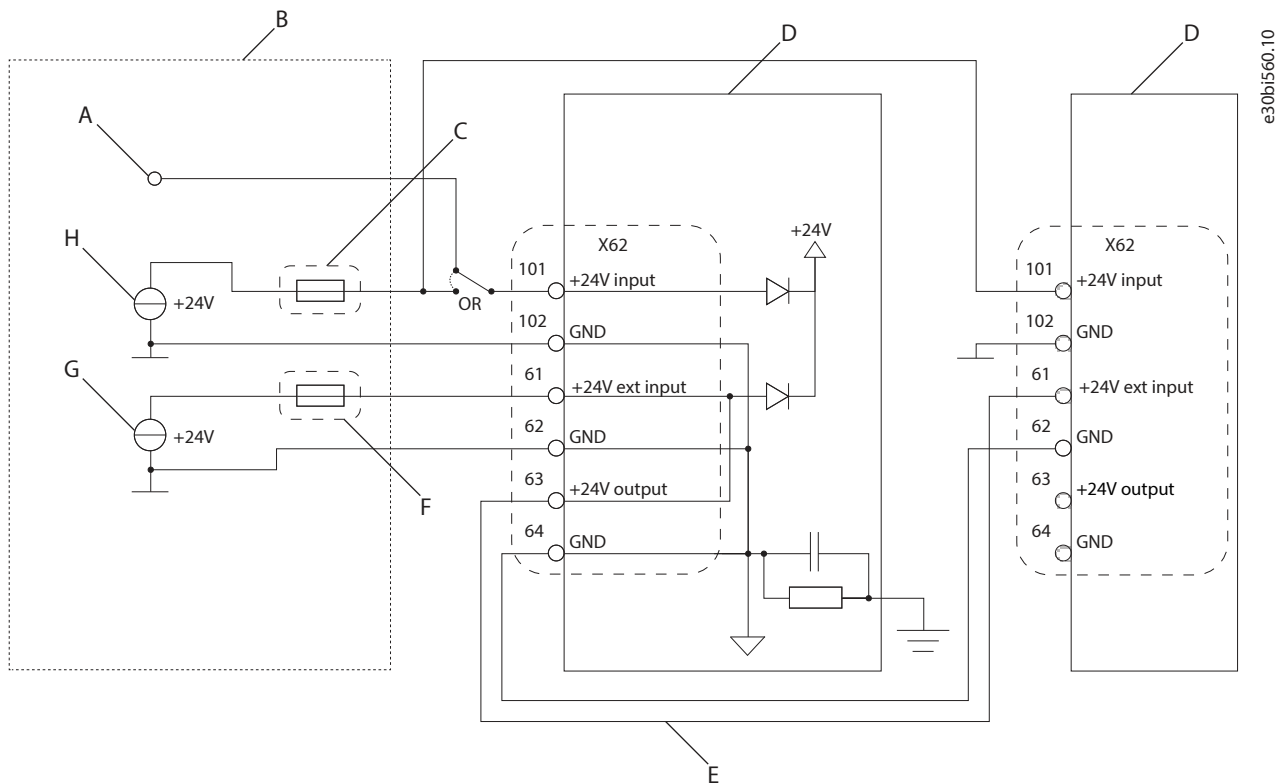 B
D
D
e30bi560.10
A
C
H
+24V
G
+24V
F
OR
X62
+24V
101
+24V input
102
GND
61
+24V ext input
62
GND
63
+24V output
64
GND
X62
101
+24V input
102
GND
61
+24V ext input
62
GND
63
+24V output
64
GND
E